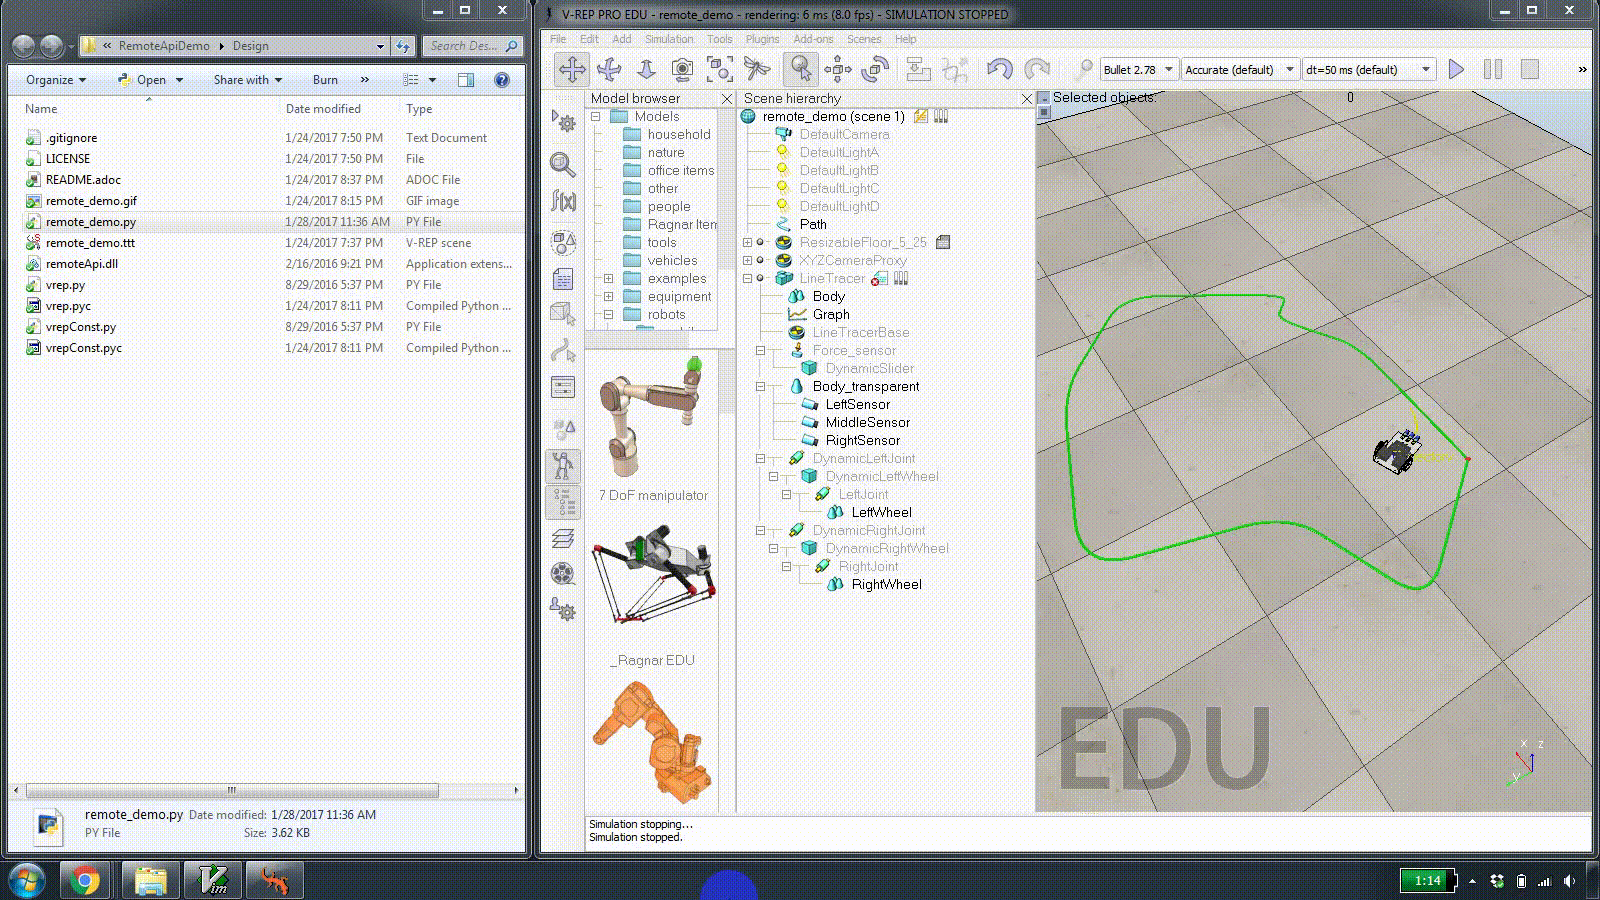 V-REP PRO EDU - remote_demo - rendering: 6 ms (8.0 fps) - SIMULATION STOPPED
« RemoteApiDemo Design
Search Des...
Organize Open Share with Burn »
Name Date modified Type
.gitignore 1/24/2017 7:50 PM Text Document
LICENSE 1/24/2017 7:50 PM File
README.adoc 1/24/2017 8:37 PM ADOC File
remote_demo.gif 1/24/2017 8:15 PM GIF image
remote_demo.py 1/28/2017 11:36 AM PY File
remote_demo.ttt 1/24/2017 7:37 PM V-REP scene
remoteApi.dll 2/16/2016 9:21 PM Application extens...
vrep.py 8/29/2016 5:37 PM PY File
vrep.pyc 1/24/2017 8:11 PM Compiled Python ...
vrepConst.py 8/29/2016 5:37 PM PY File
vrepConst.pyc 1/24/2017 8:11 PM Compiled Python ...
remote_demo.py Date modified: 1/28/2017 11:36 AM
PY File Size: 3.62 KB
File Edit Add Simulation Tools Plugins Add-ons Scenes Help
Bullet 2.78 Accurate (default) dt=50 ms (default) »
Model browser
Models
household
nature
office items
other
people
Ragnar Item
tools
vehicles
examples
equipment
robots
7 DoF manipulator
_Ragnar EDU
Scene hierarchy
remote_demo (scene 1)
DefaultCamera
DefaultLightA
DefaultLightB
DefaultLightC
DefaultLightD
Path
ResizableFloor_5_25
XYZCameraProxy
LineTracer
Body
Graph
LineTracerBase
Force_sensor
DynamicSlider
Body_transparent
LeftSensor
MiddleSensor
RightSensor
DynamicLeftJoint
DynamicLeftWheel
LeftJoint
LeftWheel
DynamicRightJoint
DynamicRightWheel
RightJoint
RightWheel
Selected objects: 0
EDU
x z
y
Simulation stopping...
Simulation stopped.
Vim
1:14